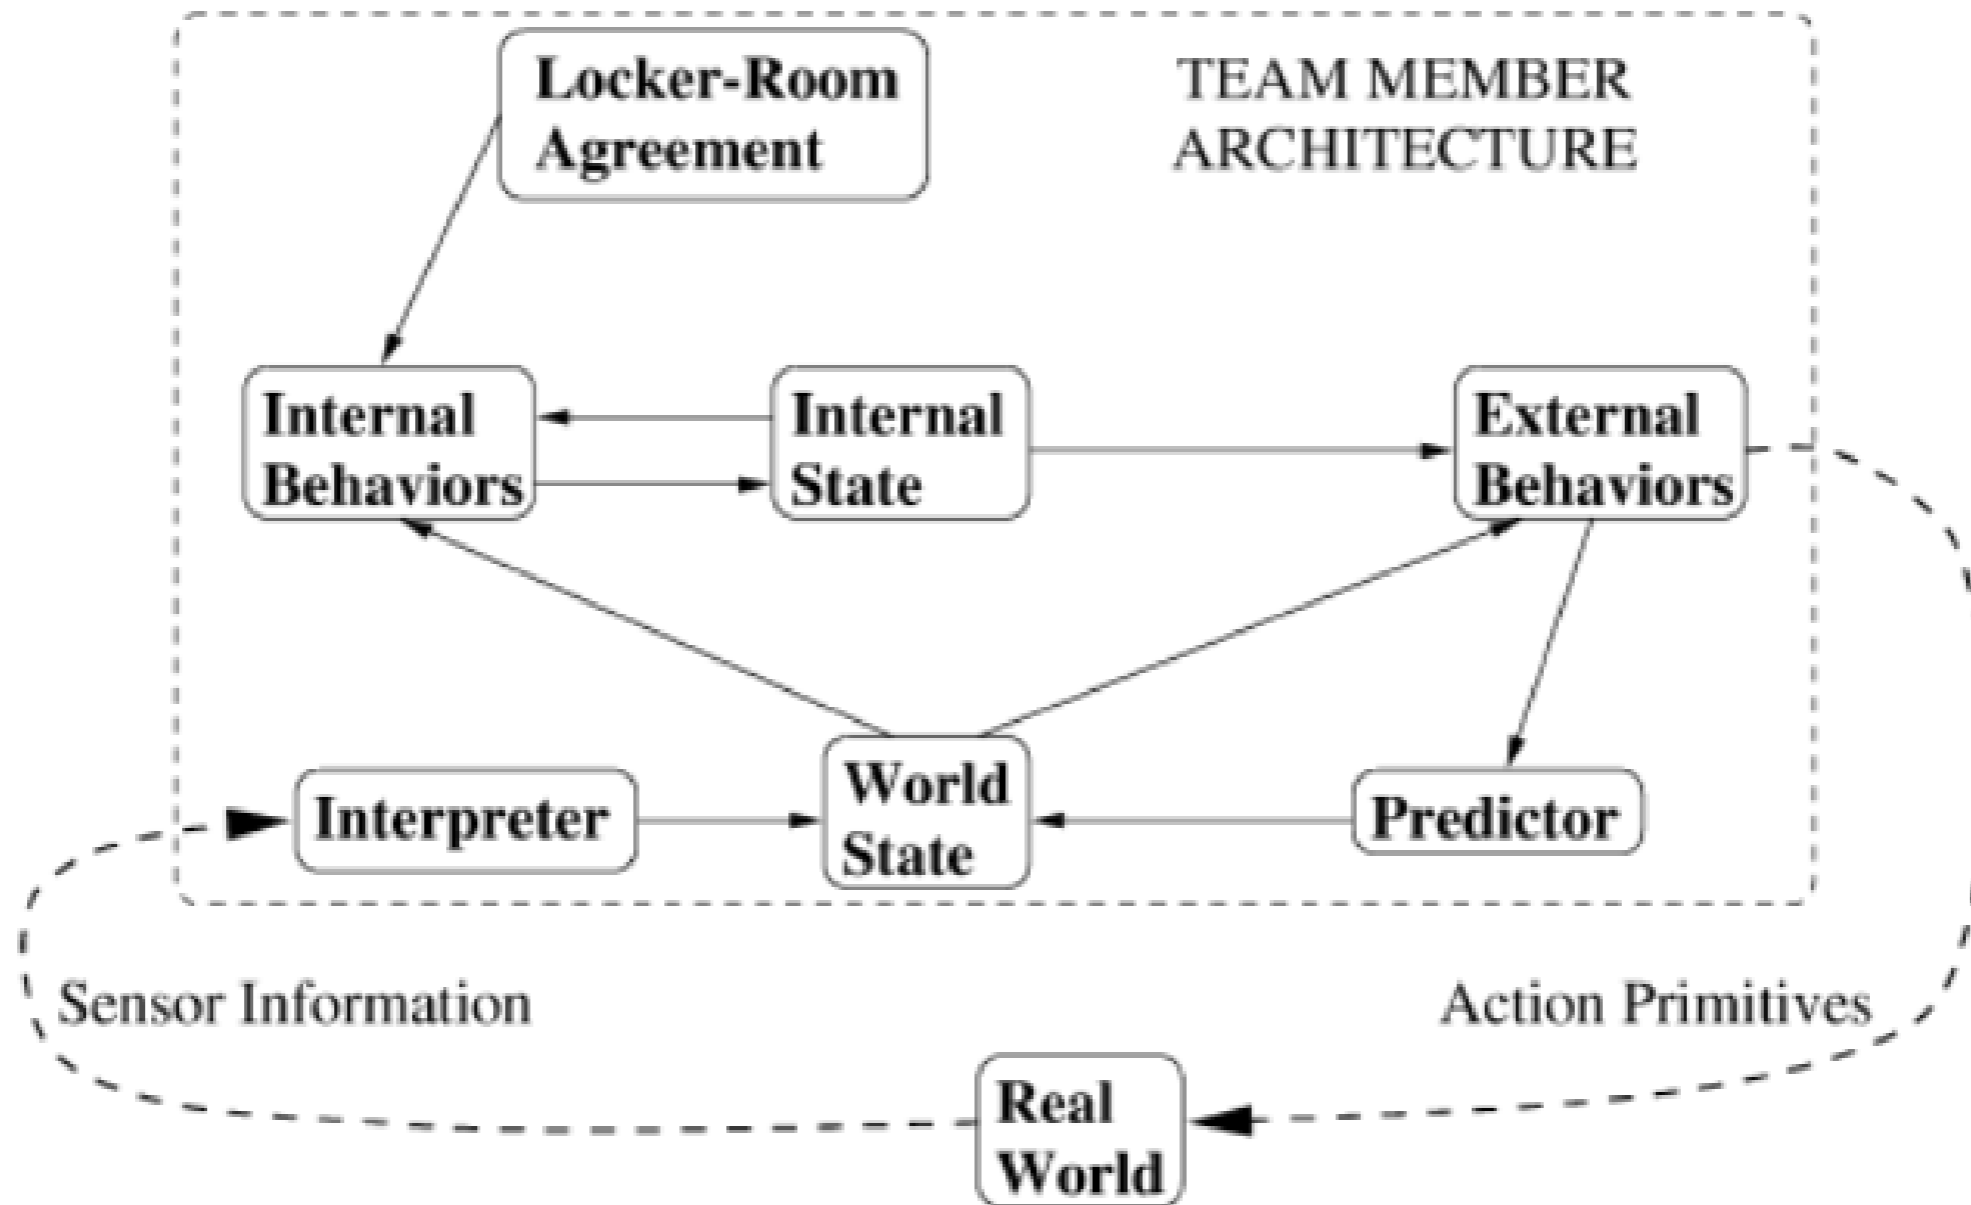 Locker-Room
Agreement
TEAM MEMBER
ARCHITECTURE
Internal
Behaviors
Internal
State
External
Behaviors
Interpreter
World
State
Predictor
Sensor Information
Action Primitives
Real
World